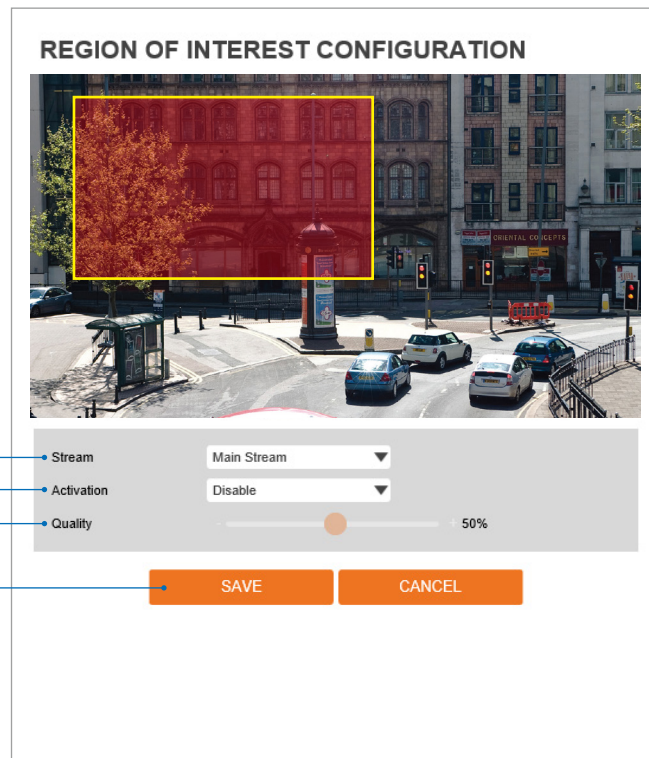 REGION OF INTEREST CONFIGURATION
ORIENTAL CONCEPTS
Stream
Main Stream
Activation
Disable
Quality
- + 50%
SAVE
CANCEL